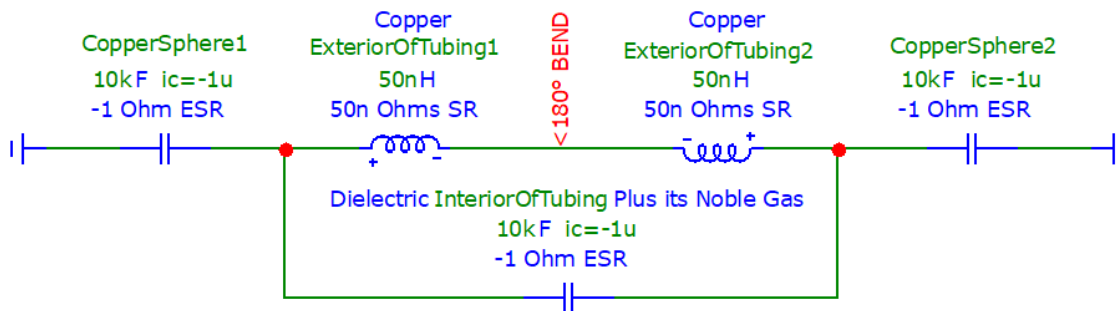 CopperSphere1
10kF ic=-1u
-1 Ohm ESR
Copper
ExteriorOfTubing1
50nH
50n Ohms SR
<180° BEND
Copper
ExteriorOfTubing2
50nH
50n Ohms SR
CopperSphere2
10kF ic=-1u
-1 Ohm ESR
+ -
- +
Dielectric InteriorOfTubing Plus its Noble Gas
10kF ic=-1u
-1 Ohm ESR